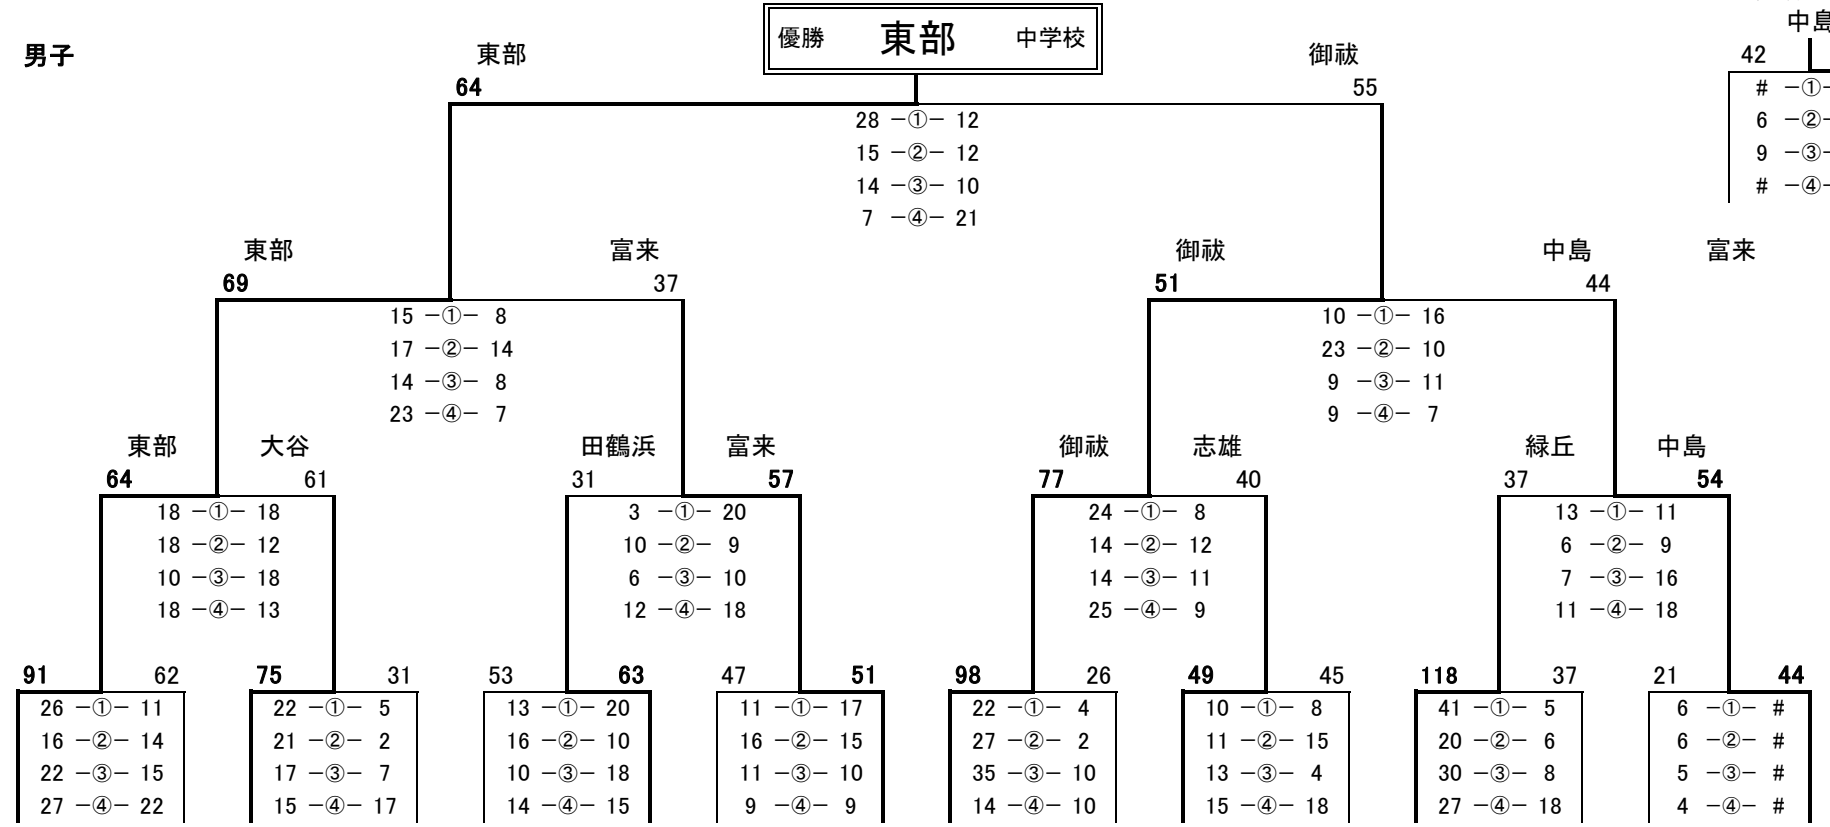 中島
優勝 東部 中学校
男子 東部 御祓 42
64 55 # －①－
28 －①－ 12 6 －②－
15 －②－ 12 9 －③－
14 －③－ 10 # －④－
7 －④－ 21
東部 富来 御祓 中島 富来
69 37 51 44
15 －①－ 8 10 －①－ 16
17 －②－ 14 23 －②－ 10
14 －③－ 8 9 －③－ 11
23 －④－ 7 9 －④－ 7
東部 大谷 田鶴浜 富来 御祓 志雄 緑丘 中島
64 61 31 57 77 40 37 54
18 －①－ 18 3 －①－ 20 24 －①－ 8 13 －①－ 11
18 －②－ 12 10 －②－ 9 14 －②－ 12 6 －②－ 9
10 －③－ 18 6 －③－ 10 14 －③－ 11 7 －③－ 16
18 －④－ 13 12 －④－ 18 25 －④－ 9 11 －④－ 18
91 62 75 31 53 63 47 51 98 26 49 45 118 37 21 44
26 －①－ 11 22 －①－ 5 13 －①－ 20 11 －①－ 17 22 －①－ 4 10 －①－ 8 41 －①－ 5 6 －①－ #
16 －②－ 14 21 －②－ 2 16 －②－ 10 16 －②－ 15 27 －②－ 2 11 －②－ 15 20 －②－ 6 6 －②－ #
22 －③－ 15 17 －③－ 7 10 －③－ 18 11 －③－ 10 35 －③－ 10 13 －③－ 4 30 －③－ 8 5 －③－ #
27 －④－ 22 15 －④－ 17 14 －④－ 15 9 －④－ 9 14 －④－ 10 15 －④－ 18 27 －④－ 18 4 －④－ #